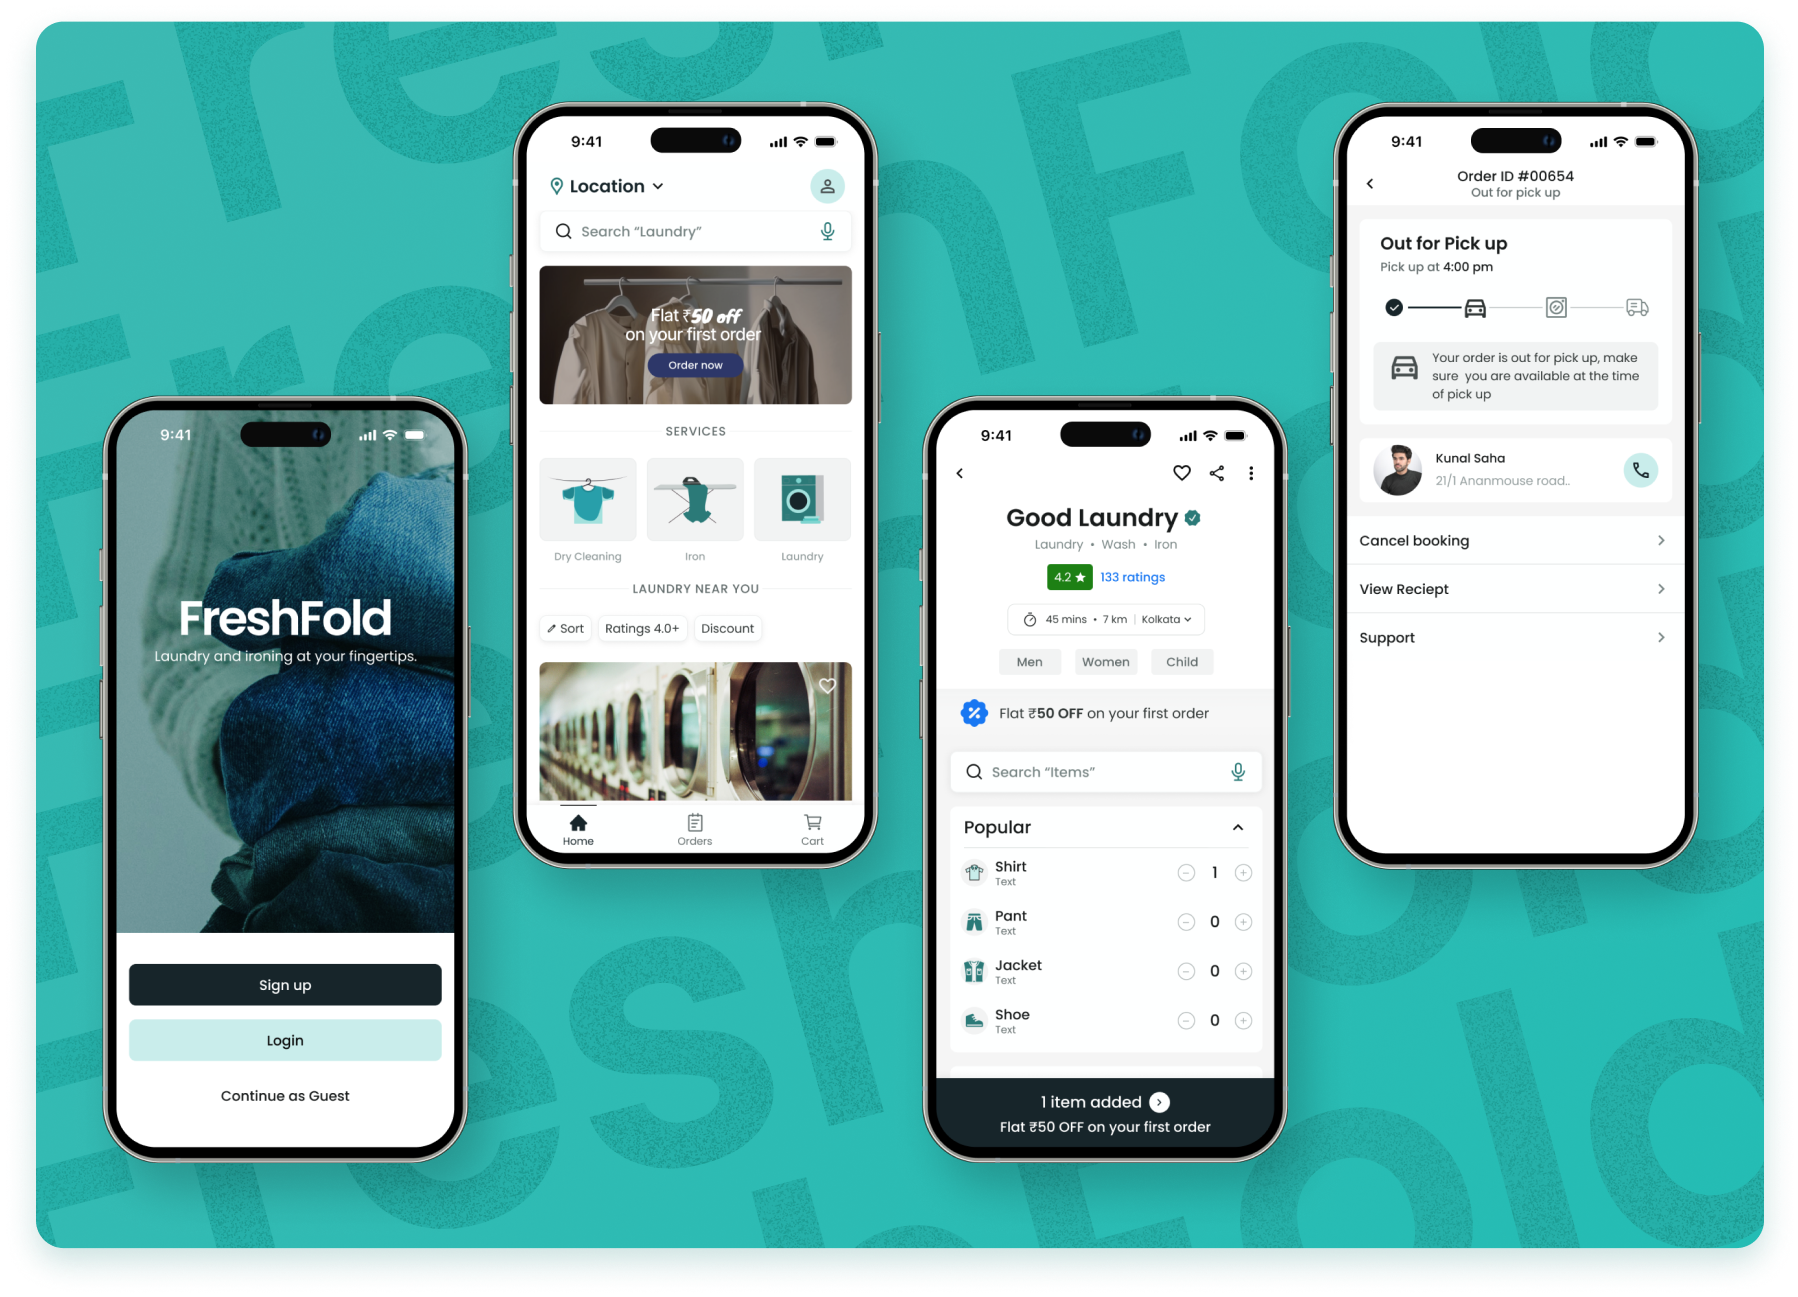 9:41
FreshFold
Laundry and ironing at your fingertips.
Sign up
Login
Continue as Guest
9:41
Location
Search “Laundry”
Flat ₹50 off
on your first order
Order now
SERVICES
Dry Cleaning
Iron
Laundry
LAUNDRY NEAR YOU
Sort
Ratings 4.0+
Discount
Home
Orders
Cart
9:41
Good Laundry
Laundry • Wash • Iron
4.2 ★ 133 ratings
45 mins • 7 km | Kolkata
Men
Women
Child
Flat ₹50 OFF on your first order
Search “Items”
Popular
Shirt
Text
1
Pant
Text
0
Jacket
Text
0
Shoe
Text
0
1 item added
Flat ₹50 OFF on your first order
9:41
Order ID #00654
Out for pick up
Out for Pick up
Pick up at 4:00 pm
Your order is out for pick up, make
sure you are available at the time
of pick up
Kunal Saha
21/1 Ananmouse road..
Cancel booking
View Reciept
Support
FreshFold
FreshFold
FreshFold